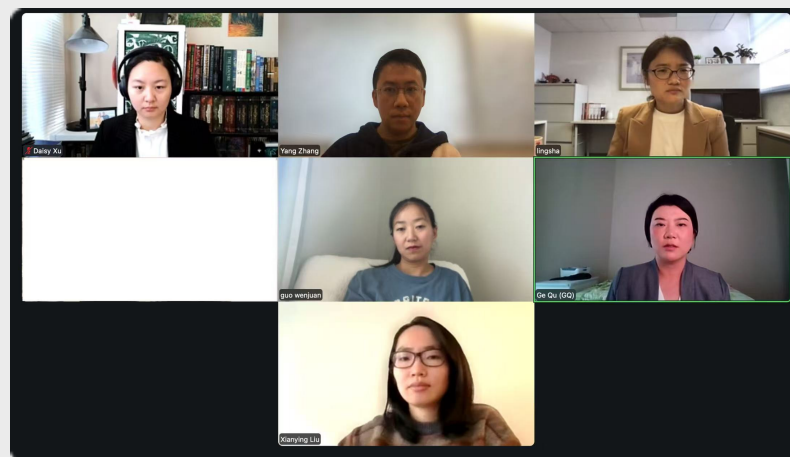 Daisy Xu
Yang Zhang
lingsha
guo wenjuan
Ge Qu (GQ)
Xianying Liu